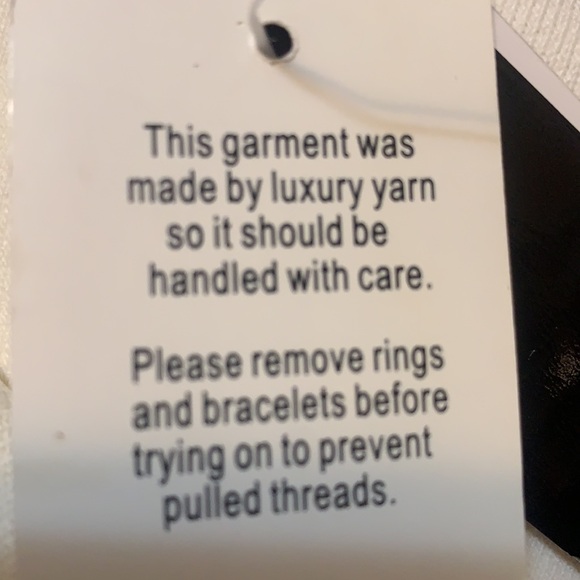 This garment was
made by luxury yarn
so it should be
handled with care.
Please remove rings
and bracelets before
trying on to prevent
pulled threads.